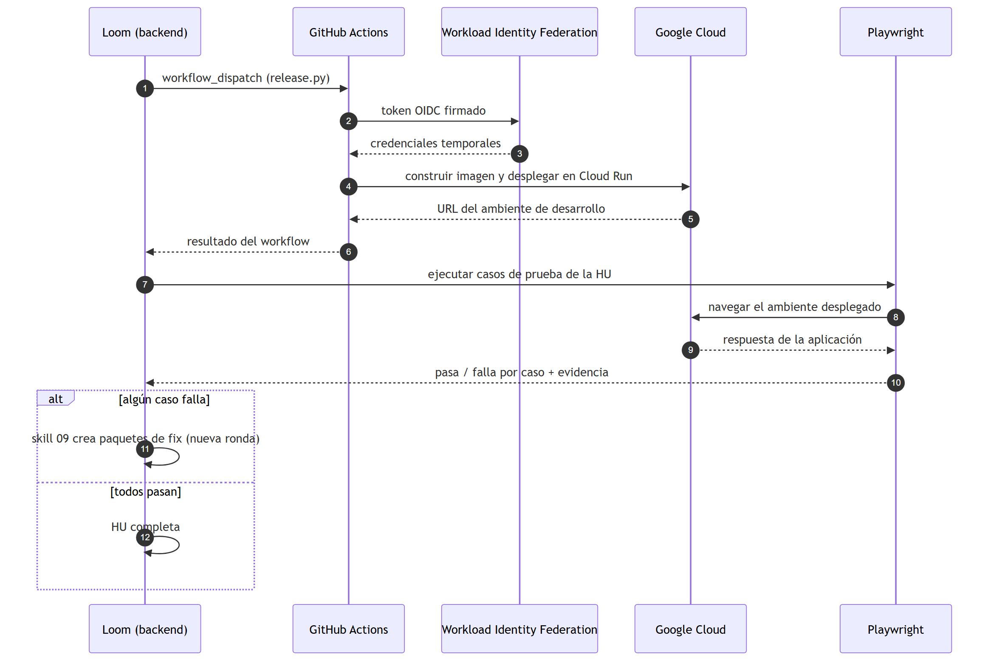 Loom (backend)
GitHub Actions
Workload Identity Federation
Google Cloud
Playwright
workflow_dispatch (release.py)
1
token OIDC firmado
2
credenciales temporales
3
construir imagen y desplegar en Cloud Run
4
URL del ambiente de desarrollo
5
resultado del workflow
6
ejecutar casos de prueba de la HU
7
navegar el ambiente desplegado
8
respuesta de la aplicación
9
pasa / falla por caso + evidencia
10
alt
[algún caso falla]
skill 09 crea paquetes de fix (nueva ronda)
11
[todos pasan]
HU completa
12
Loom (backend)
GitHub Actions
Workload Identity Federation
Google Cloud
Playwright